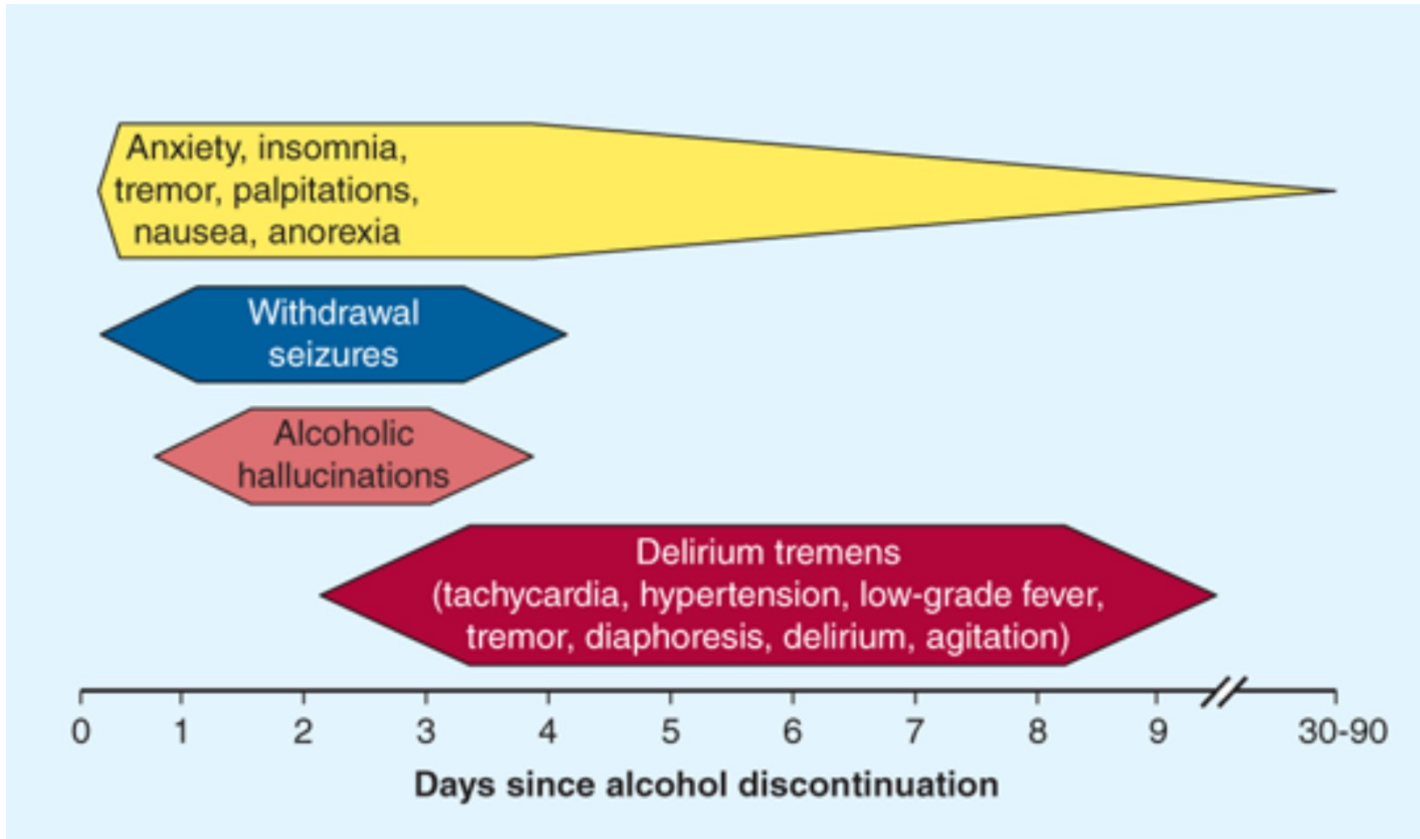 Anxiety, insomnia,
tremor, palpitations,
nausea, anorexia
Withdrawal
seizures
Alcoholic
hallucinations
Delirium tremens
(tachycardia, hypertension, low-grade fever,
tremor, diaphoresis, delirium, agitation)
0 1 2 3 4 5 6 7 8 9 30-90
Days since alcohol discontinuation